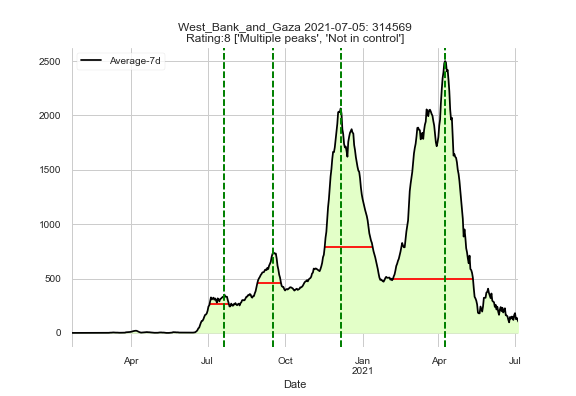 West_Bank_and_Gaza 2021-07-05: 314569
Rating:8 ['Multiple peaks', 'Not in control']
Average-7d
2500
2000
1500
1000
500
0
Apr
Jul
Oct
Jan
2021
Apr
Jul
Date